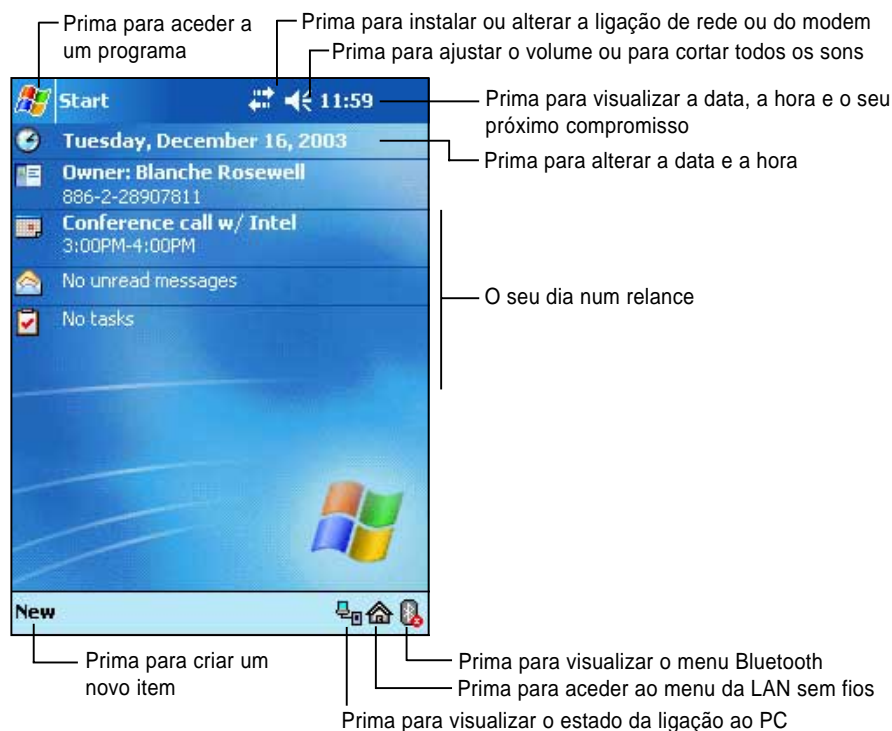 Prima para aceder a
um programa
Prima para instalar ou alterar a ligação de rede ou do modem
Prima para ajustar o volume ou para cortar todos os sons
Start
11:59
Prima para visualizar a data, a hora e o seu
próximo compromisso
Tuesday, December 16, 2003
Prima para alterar a data e a hora
Owner: Blanche Rosewell
886-2-28907811
Conference call w/ Intel
3:00PM-4:00PM
No unread messages
O seu dia num relance
No tasks
New
Prima para criar um
novo item
Prima para visualizar o menu Bluetooth
Prima para aceder ao menu da LAN sem fios
Prima para visualizar o estado da ligação ao PC